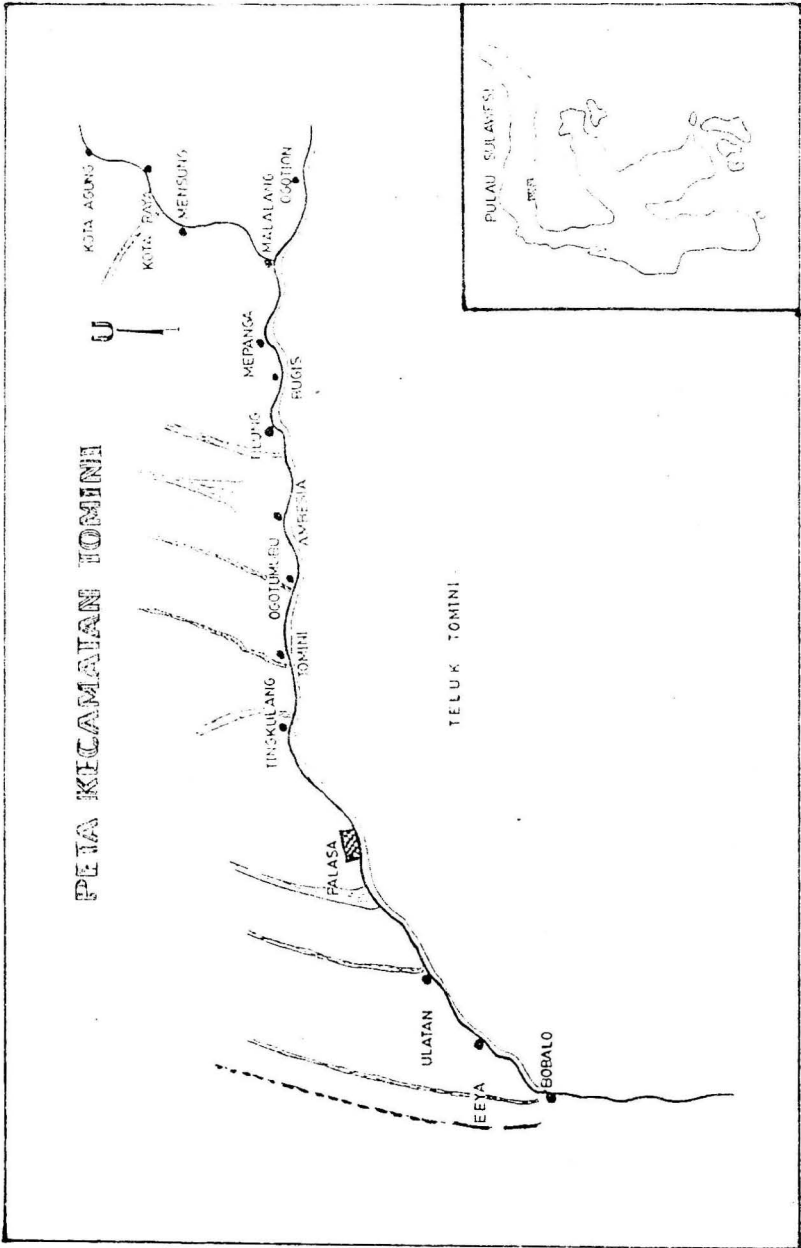 PETA KECAMATAN TOMINI
U
KOTA AGUNG
KOTA RAYA
MENSUNG
MALALANG
OGOTION
MEPANGA
BUGIS
TILUNG
AMBESIA
OGOTUMUBU
TOMINI
TINGKULANG
PALASA
ULATAN
EEYA
BOBALO
TELUK TOMINI
PULAU SULAWESI